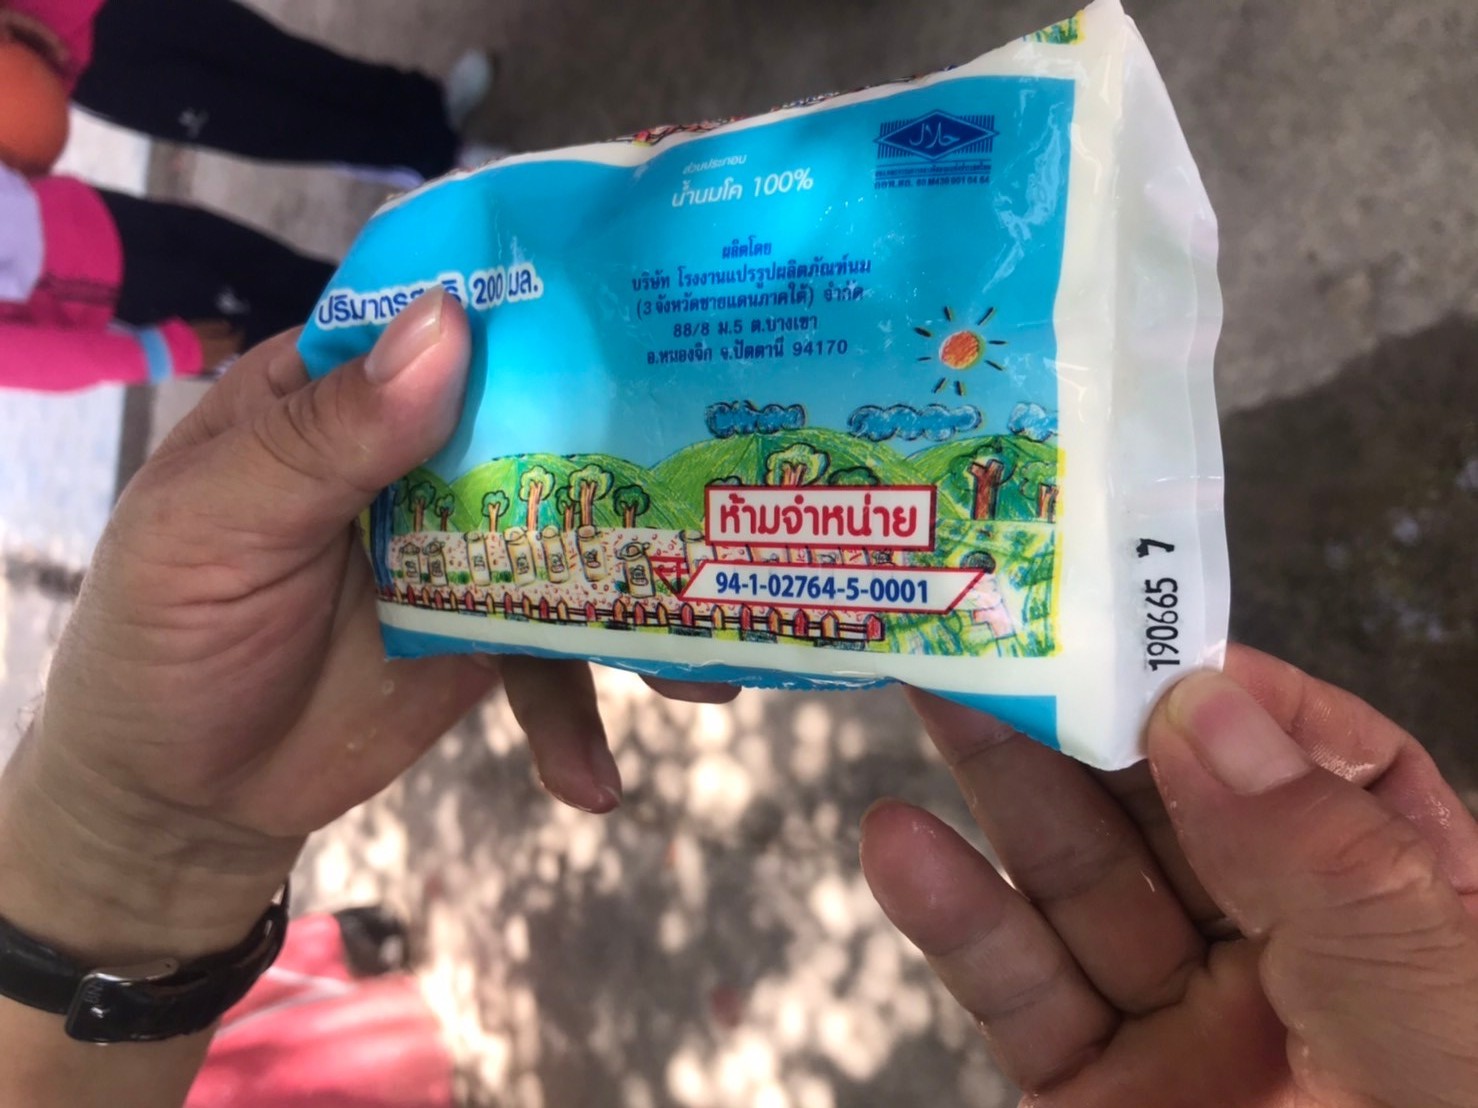 ส่วนประกอบ
น้ำนมโค 100%
حلال
ปริมาตร 200 มล.
ผลิตโดย
บริษัท โรงงานแปรรูปผลิตภัณฑ์นม
(3 จังหวัดชายแดนภาคใต้) จำกัด
88/8 ม.5 ต.บางเขา
อ.หนองจิก จ.ปัตตานี 94170
ห้ามจำหน่าย
94-1-02764-5-0001
190665